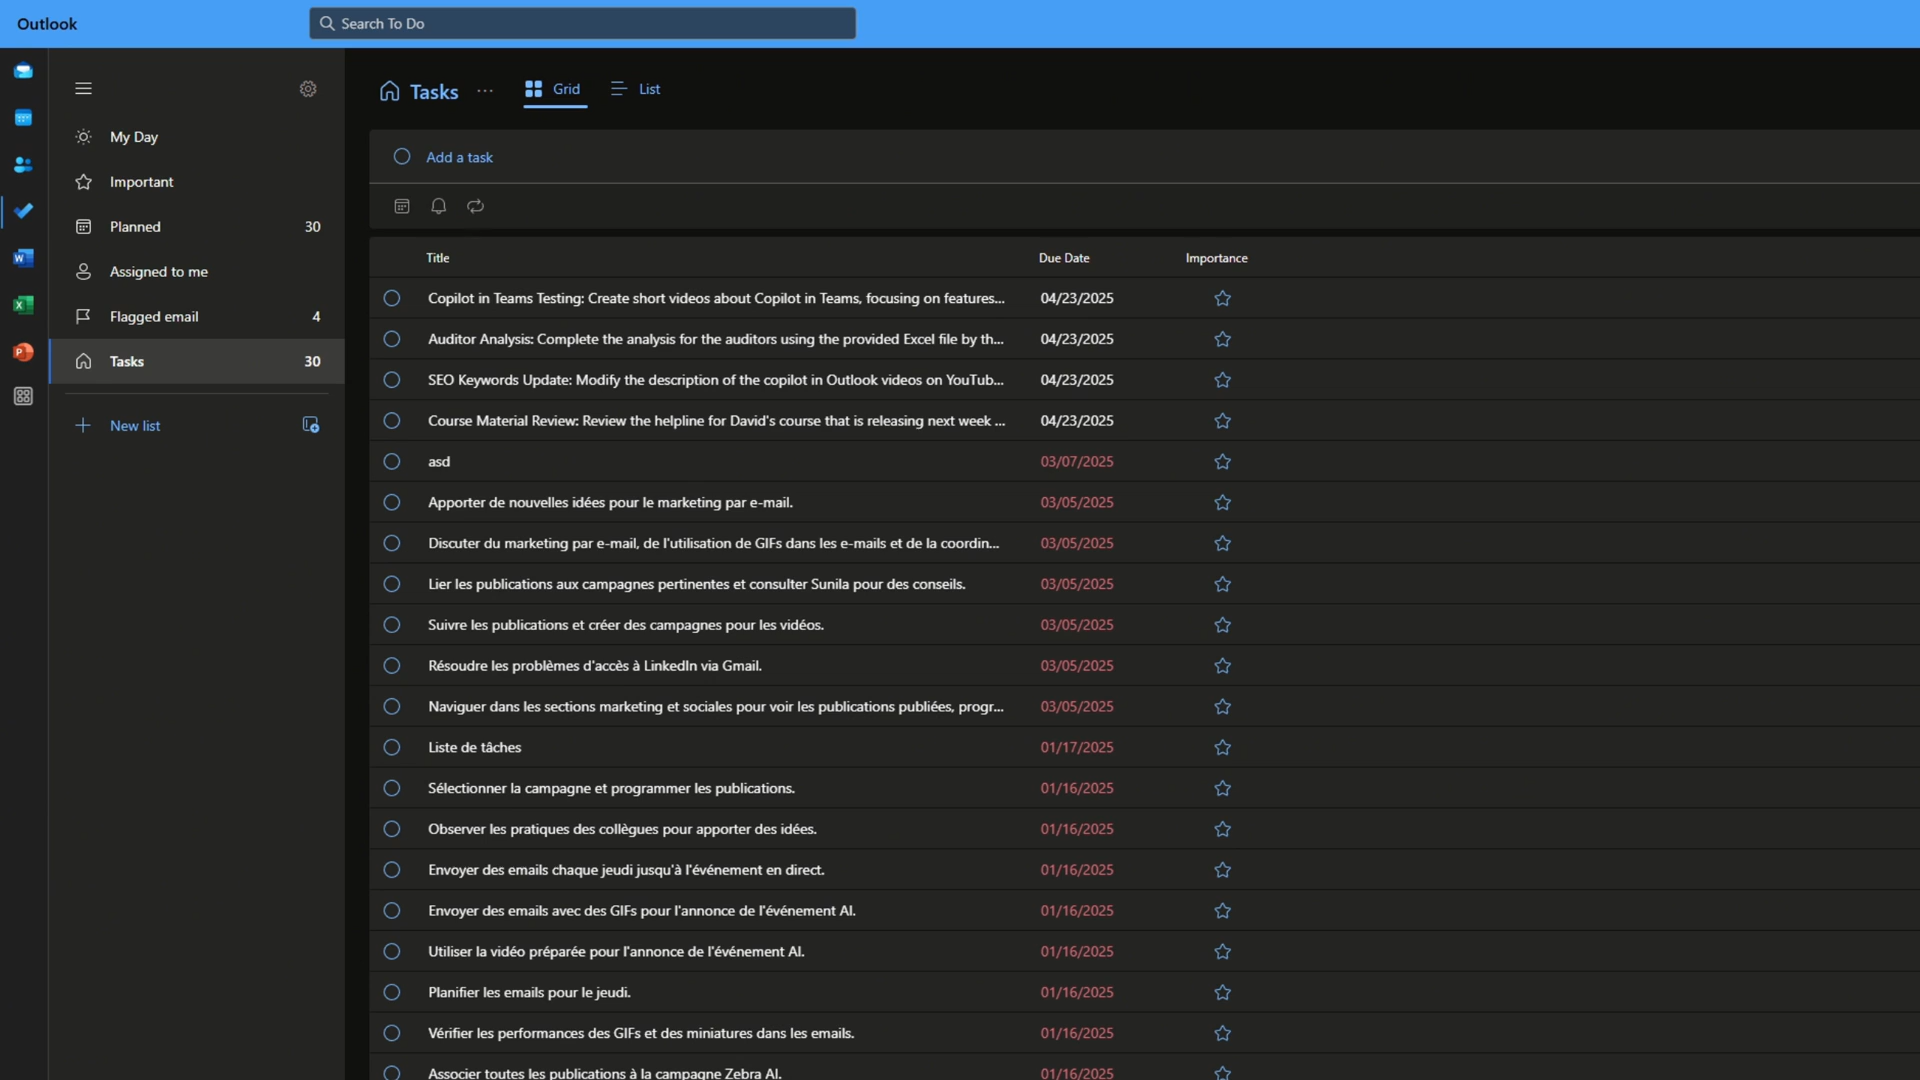 Outlook
Search To Do
My Day
Important
Planned 30
Assigned to me
Flagged email 4
Tasks 30
New list
Tasks ... Grid List
Add a task
Title Due Date Importance
Copilot in Teams Testing: Create short videos about Copilot in Teams, focusing on features... 04/23/2025
Auditor Analysis: Complete the analysis for the auditors using the provided Excel file by th... 04/23/2025
SEO Keywords Update: Modify the description of the copilot in Outlook videos on YouTub... 04/23/2025
Course Material Review: Review the helpline for David's course that is releasing next week ... 04/23/2025
asd 03/07/2025
Apporter de nouvelles idées pour le marketing par e-mail. 03/05/2025
Discuter du marketing par e-mail, de l'utilisation de GIFs dans les e-mails et de la coordin... 03/05/2025
Lier les publications aux campagnes pertinentes et consulter Sunila pour des conseils. 03/05/2025
Suivre les publications et créer des campagnes pour les vidéos. 03/05/2025
Résoudre les problèmes d'accès à LinkedIn via Gmail. 03/05/2025
Naviguer dans les sections marketing et sociales pour voir les publications publiées, progr... 03/05/2025
Liste de tâches 01/17/2025
Sélectionner la campagne et programmer les publications. 01/16/2025
Observer les pratiques des collègues pour apporter des idées. 01/16/2025
Envoyer des emails chaque jeudi jusqu'à l'événement en direct. 01/16/2025
Envoyer des emails avec des GIFs pour l'annonce de l'événement AI. 01/16/2025
Utiliser la vidéo préparée pour l'annonce de l'événement AI. 01/16/2025
Planifier les emails pour le jeudi. 01/16/2025
Vérifier les performances des GIFs et des miniatures dans les emails. 01/16/2025
Associer toutes les publications à la campagne Zebra AI. 01/16/2025